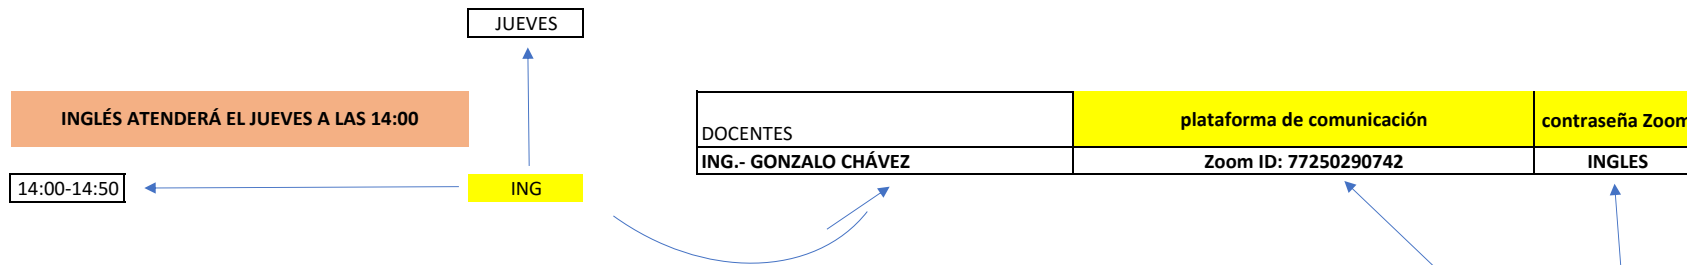 JUEVES
INGLÉS ATENDERÁ EL JUEVES A LAS 14:00
DOCENTES
plataforma de comunicación
contraseña Zoom
ING.- GONZALO CHÁVEZ
Zoom ID: 77250290742
INGLES
14:00-14:50
ING